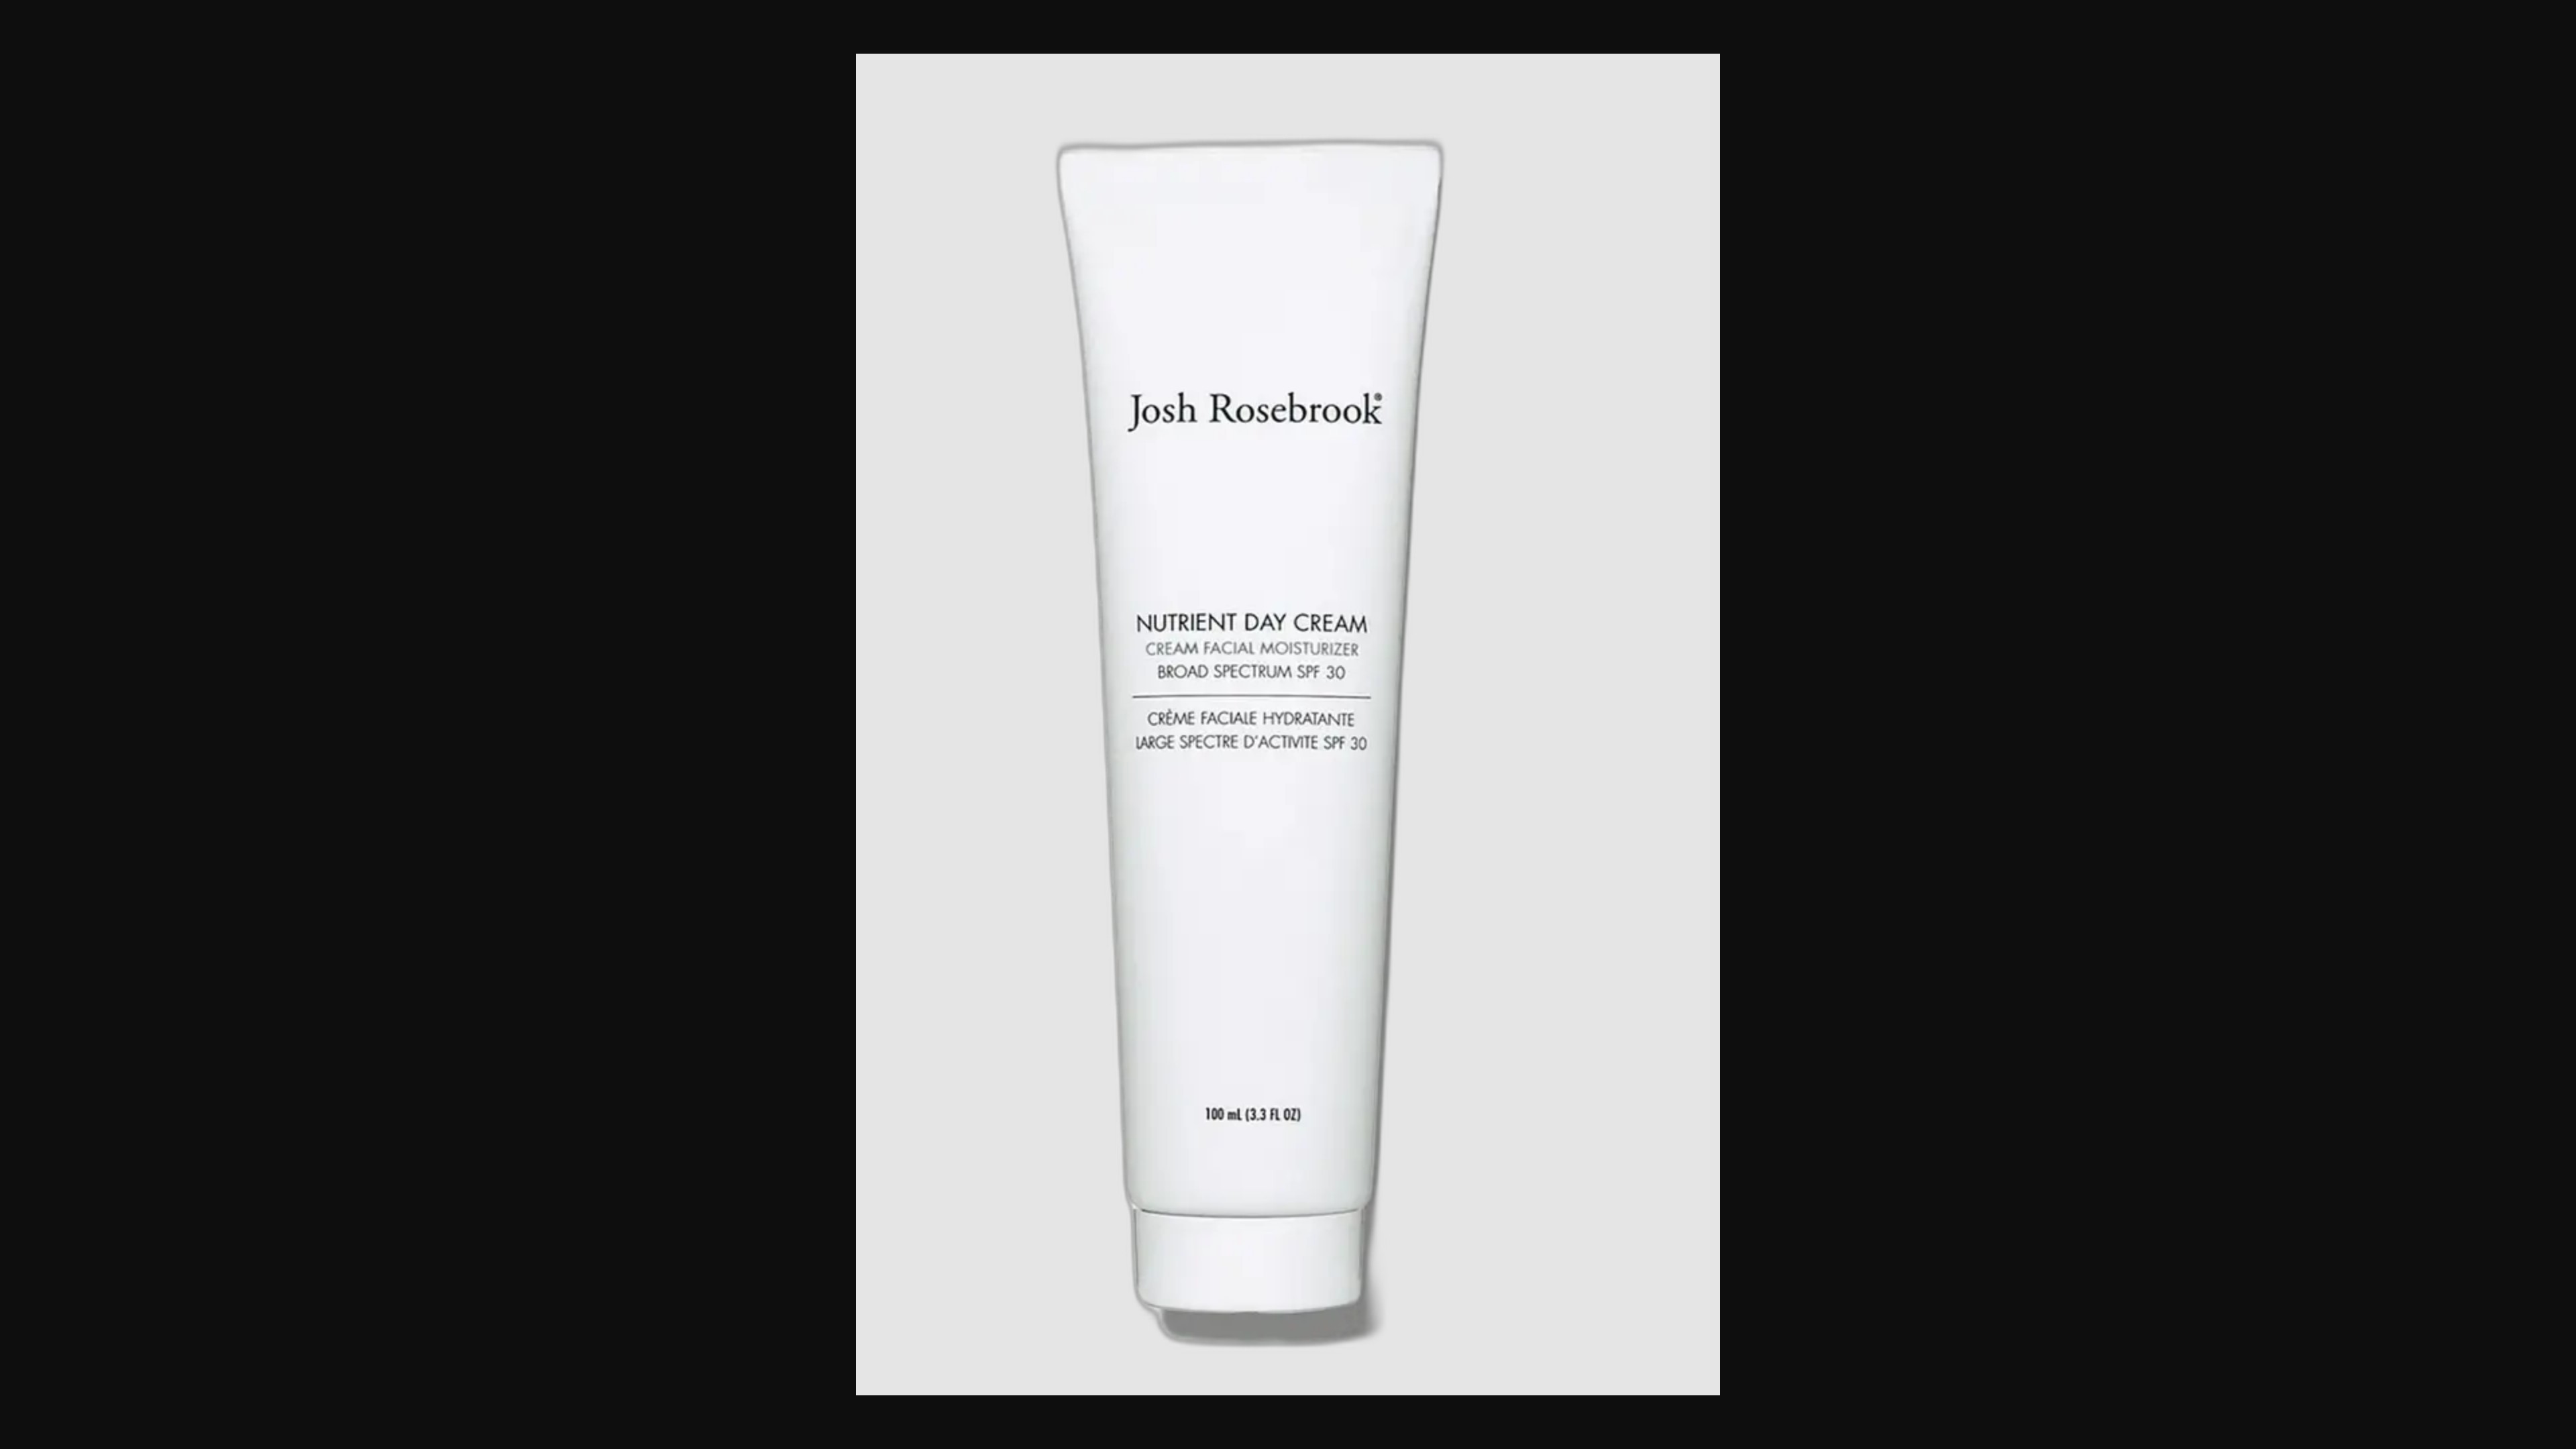 Josh Rosebrook®
NUTRIENT DAY CREAM
CREAM FACIAL MOISTURIZER
BROAD SPECTRUM SPF 30
CRÈME FACIALE HYDRATANTE
LARGE SPECTRE D'ACTIVITE SPF 30
100 mL (3.3 FL OZ)